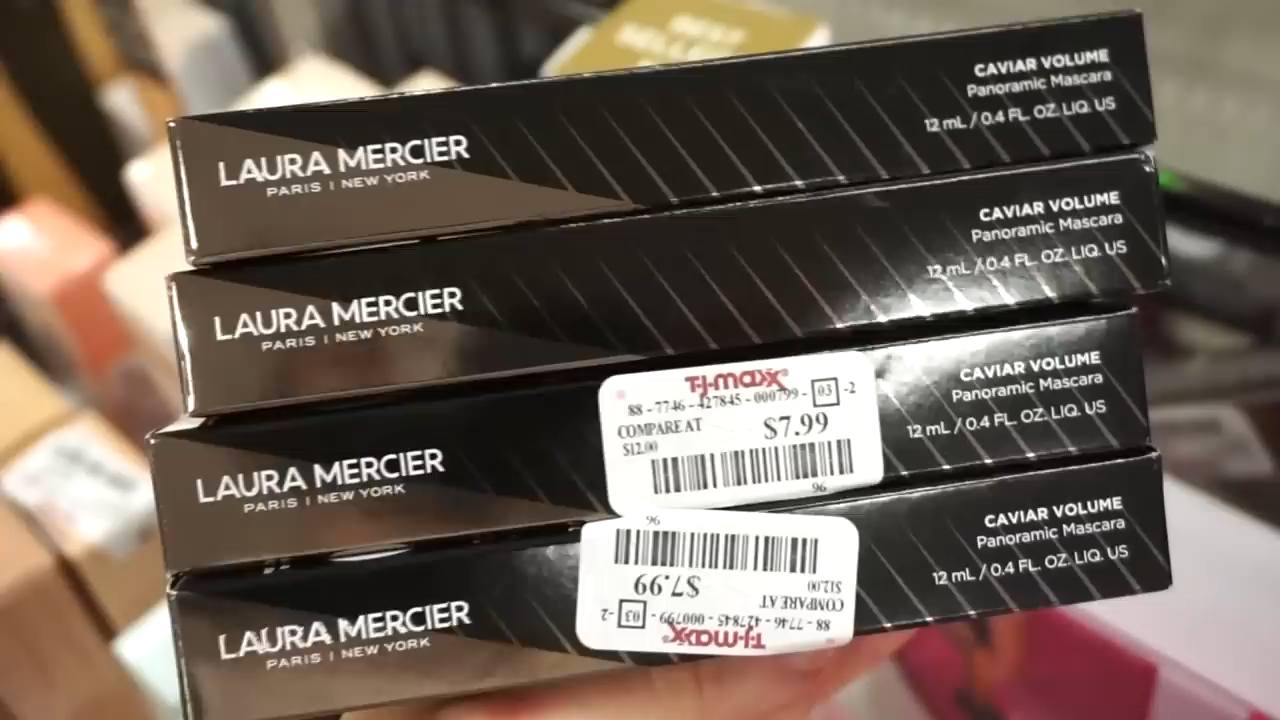 BEST
SELLER
CAVIAR VOLUME
Panoramic Mascara
12 mL / 0.4 FL. OZ. LIQ. US
LAURA MERCIER
PARIS | NEW YORK
CAVIAR VOLUME
Panoramic Mascara
12 mL / 0.4 FL. OZ. LIQ. US
LAURA MERCIER
PARIS | NEW YORK
CAVIAR VOLUME
Panoramic Mascara
12 mL / 0.4 FL. OZ. LIQ. US
T·J·maxx®
88 - 7746 - 427845 - 000799 - 03 -2
COMPARE AT $7.99
$12.00
96
LAURA MERCIER
PARIS | NEW YORK
CAVIAR VOLUME
Panoramic Mascara
12 mL / 0.4 FL. OZ. LIQ. US
T·J·maxx®
88 - 7746 - 427845 - 000799 - 03 -2
COMPARE AT $7.99
$12.00
96
LAURA MERCIER
PARIS | NEW YORK